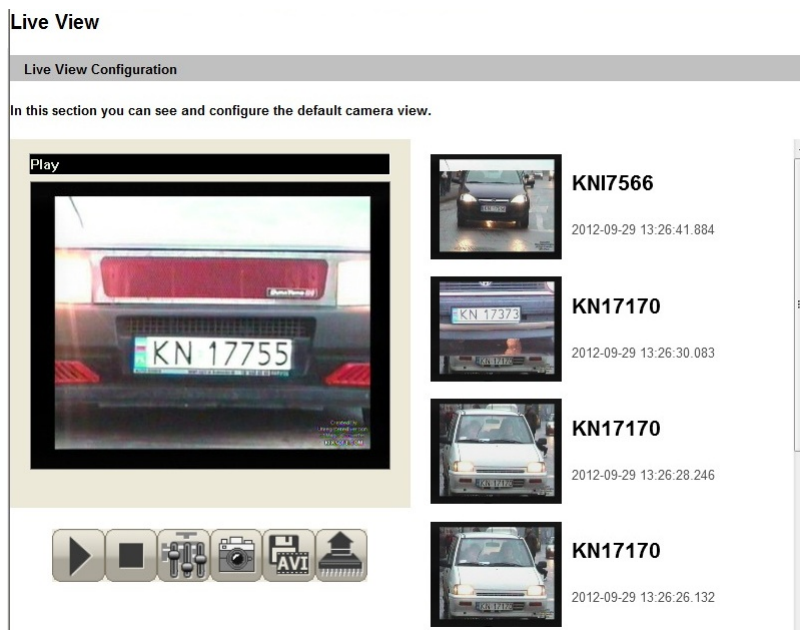 Live View
Live View Configuration
In this section you can see and configure the default camera view.
Play
KN 17755
KNI7566
2012-09-29 13:26:41.884
KN 17373
KN17170
2012-09-29 13:26:30.083
KN17170
2012-09-29 13:26:28.246
KN17170
2012-09-29 13:26:26.132
AVI